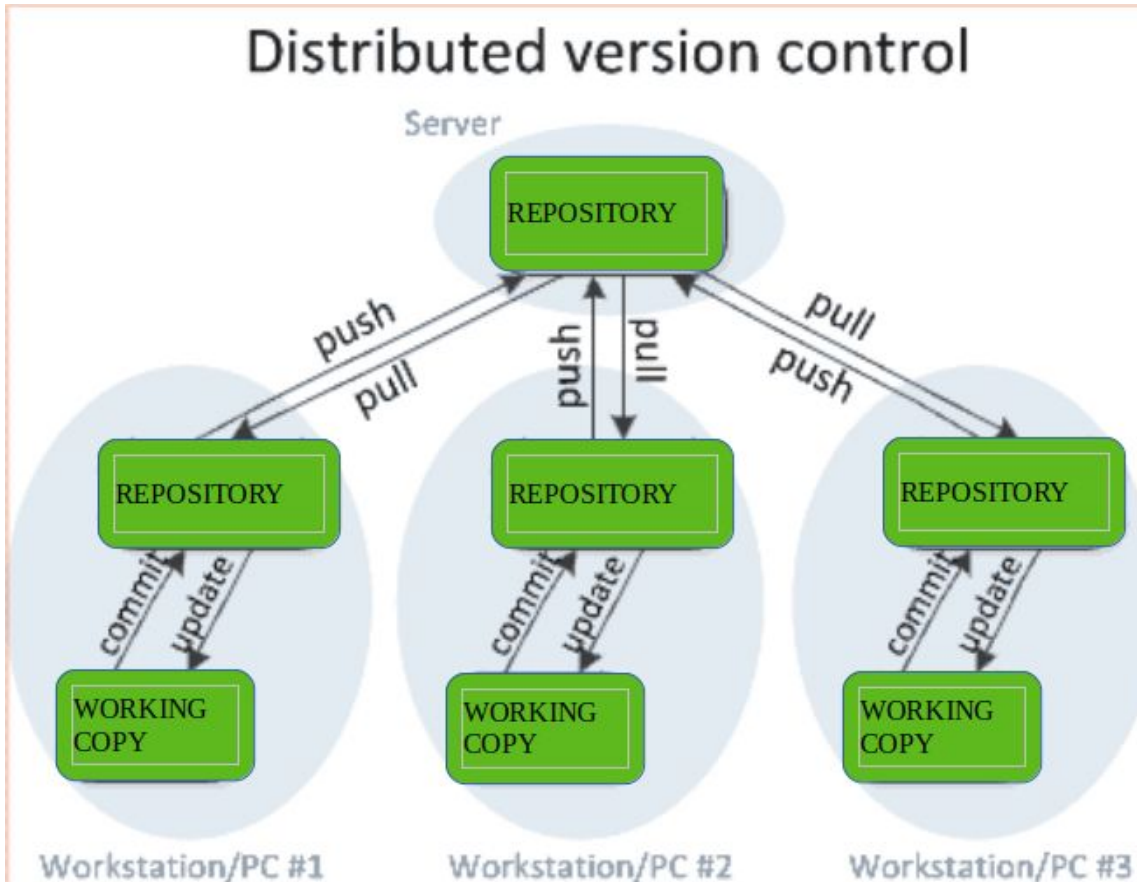 Distributed version control
Server
REPOSITORY
push
pull
push
pull
pull
push
REPOSITORY
REPOSITORY
REPOSITORY
commit
update
commit
update
commit
update
WORKING
COPY
WORKING
COPY
WORKING
COPY
Workstation/PC #1
Workstation/PC #2
Workstation/PC #3